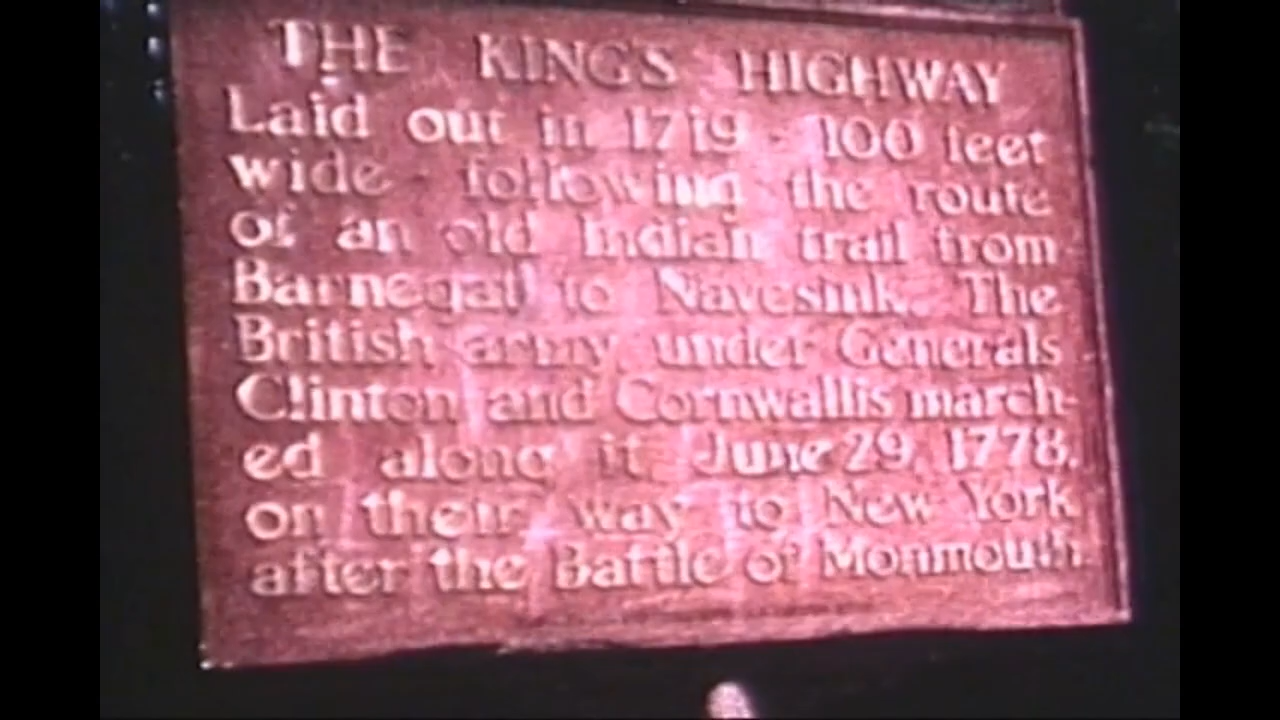 THE KING'S HIGHWAY
Laid out in 1719 - 100 feet
wide - following the route
of an old Indian trail from
Barnegat to Navesink. The
British army under Generals
Clinton and Cornwallis march-
ed along it June 29, 1778,
on their way to New York
after the Battle of Monmouth